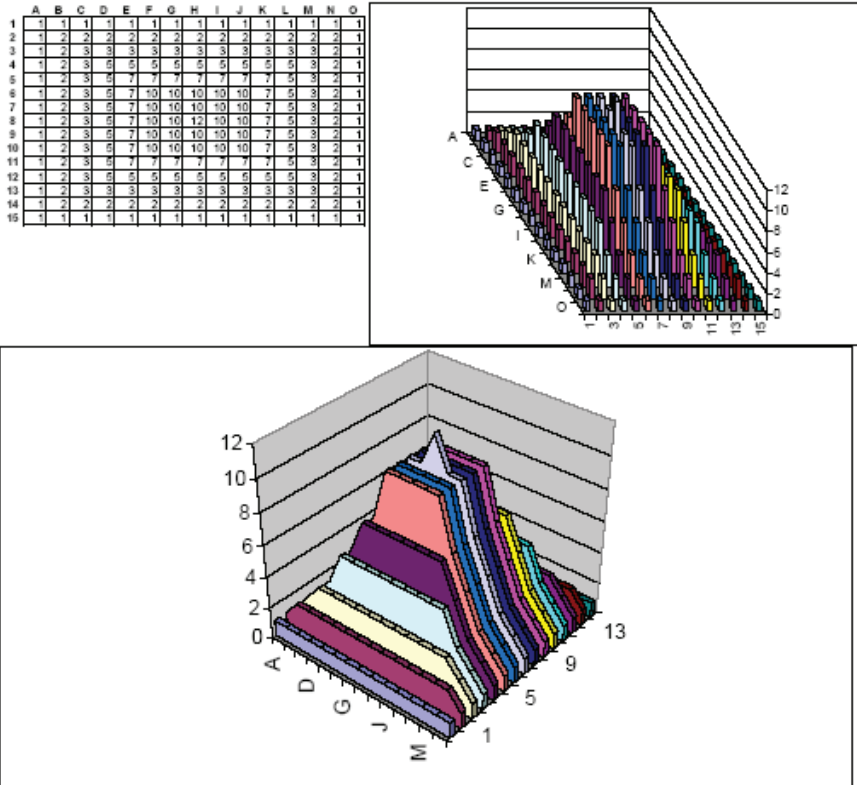 A B C D E F G H I J K L M N O
1 1 1 1 1 1 1 1 1 1 1 1 1 1 1 1
2 1 2 2 2 2 2 2 2 2 2 2 2 2 2 1
3 1 2 3 3 3 3 3 3 3 3 3 3 3 2 1
4 1 2 3 5 5 5 5 5 5 5 5 5 3 2 1
5 1 2 3 5 7 7 7 7 7 7 7 5 3 2 1
6 1 2 3 5 7 10 10 10 10 10 7 5 3 2 1
7 1 2 3 5 7 10 10 10 10 10 7 5 3 2 1
8 1 2 3 5 7 10 10 12 10 10 7 5 3 2 1
9 1 2 3 5 7 10 10 10 10 10 7 5 3 2 1
10 1 2 3 5 7 10 10 10 10 10 7 5 3 2 1
11 1 2 3 5 7 7 7 7 7 7 7 5 3 2 1
12 1 2 3 5 5 5 5 5 5 5 5 5 3 2 1
13 1 2 3 3 3 3 3 3 3 3 3 3 3 2 1
14 1 2 2 2 2 2 2 2 2 2 2 2 2 2 1
15 1 1 1 1 1 1 1 1 1 1 1 1 1 1 1
A
C
E
G
I
K
M
O
12
10
8
6
4
2
0
1 3 5 7 9 11 13 15
12
10
8
6
4
2
0
A
D
G
J
M
1
5
9
13